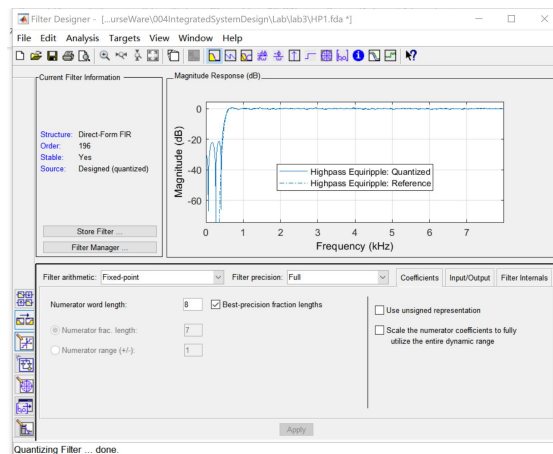 Filter Designer - [...urseWare\004IntegratedSystemDesign\Lab\lab3\HP1.fda *]
File Edit Analysis Targets View Window Help
Current Filter Information
Structure: Direct-Form FIR
Order: 196
Stable: Yes
Source: Designed (quantized)
Store Filter ...
Filter Manager ...
Magnitude Response (dB)
Magnitude (dB)
0
-20
-40
-60
Highpass Equiripple: Quantized
Highpass Equiripple: Reference
0 1 2 3 4 5 6 7
Frequency (kHz)
Filter arithmetic: Fixed-point Filter precision: Full Coefficients Input/Output Filter Internals
Numerator word length: 8 Best-precision fraction lengths
Numerator frac. length: 7
Numerator range (+/-): 1
Use unsigned representation
Scale the numerator coefficients to fully
utilize the entire dynamic range
Apply
Quantizing Filter ... done.